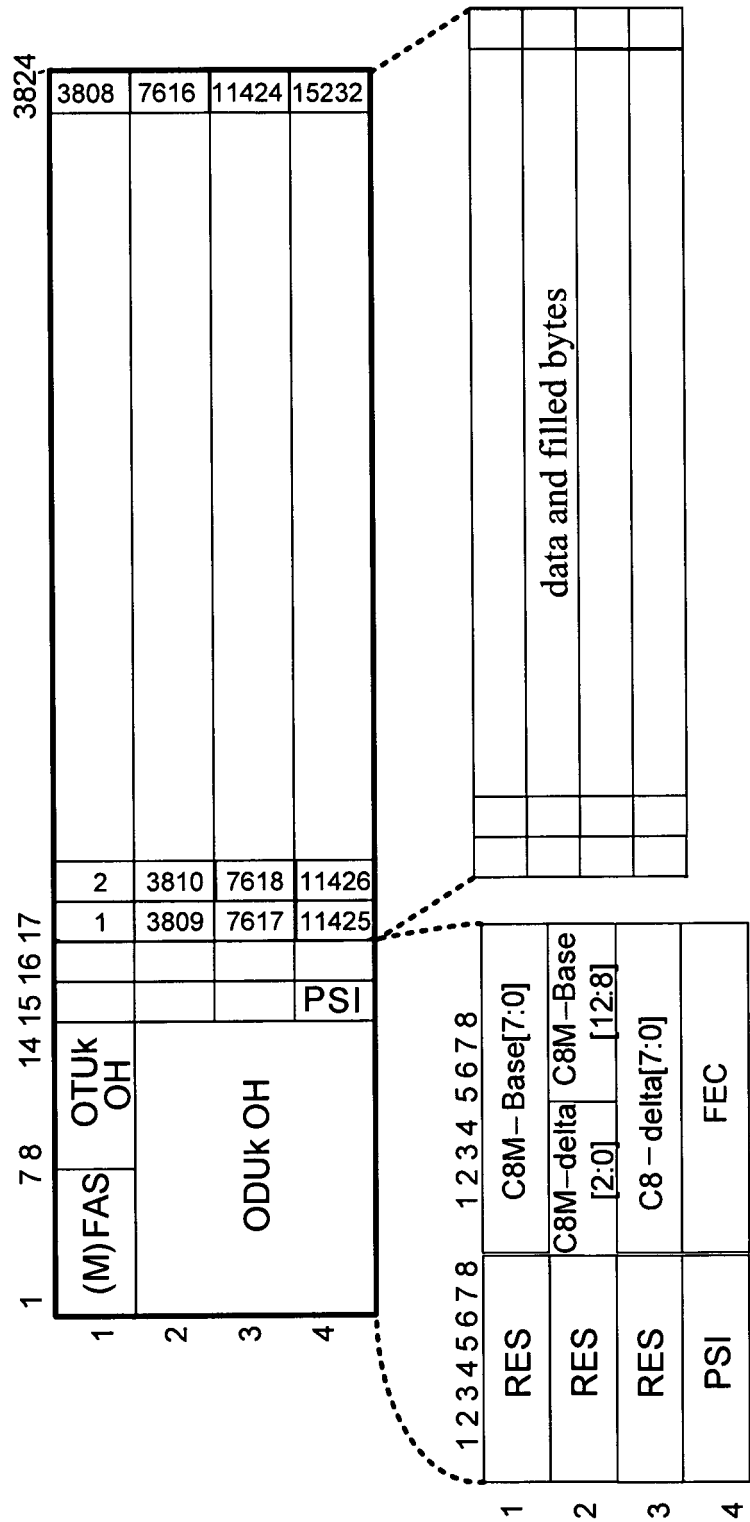 1 7 8 14 15 16 17 3824
1 (M)FAS OTUk OH 1 2 3808
2 3809 3810 7616
3 ODUk OH 7617 7618 11424
4 PSI 11425 11426 15232
1 2 3 4 5 6 7 8 1 2 3 4 5 6 7 8
1 RES C8M–Base[7:0]
2 RES C8M–delta [2:0] C8M–Base [12:8]
3 RES C8–delta[7:0]
4 PSI FEC
data and filled bytes